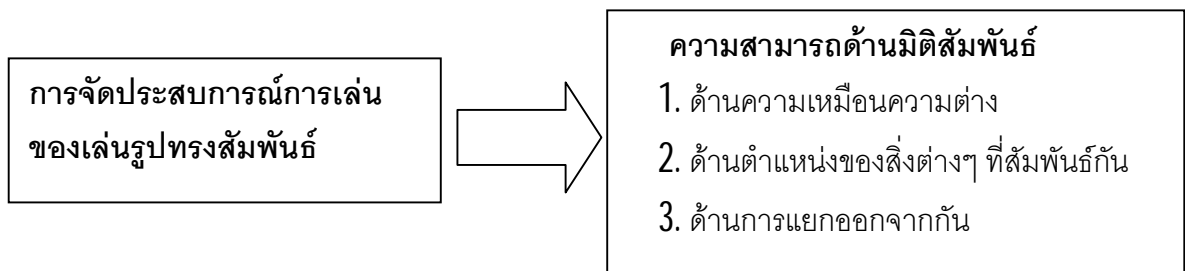 การจัดประสบการณ์การเล่น
ของเล่นรูปทรงสัมพันธ์
ความสามารถด้านมิติสัมพันธ์
1. ด้านความเหมือนความต่าง
2. ด้านตำแหน่งของสิ่งต่างๆ ที่สัมพันธ์กัน
3. ด้านการแยกออกจากกัน